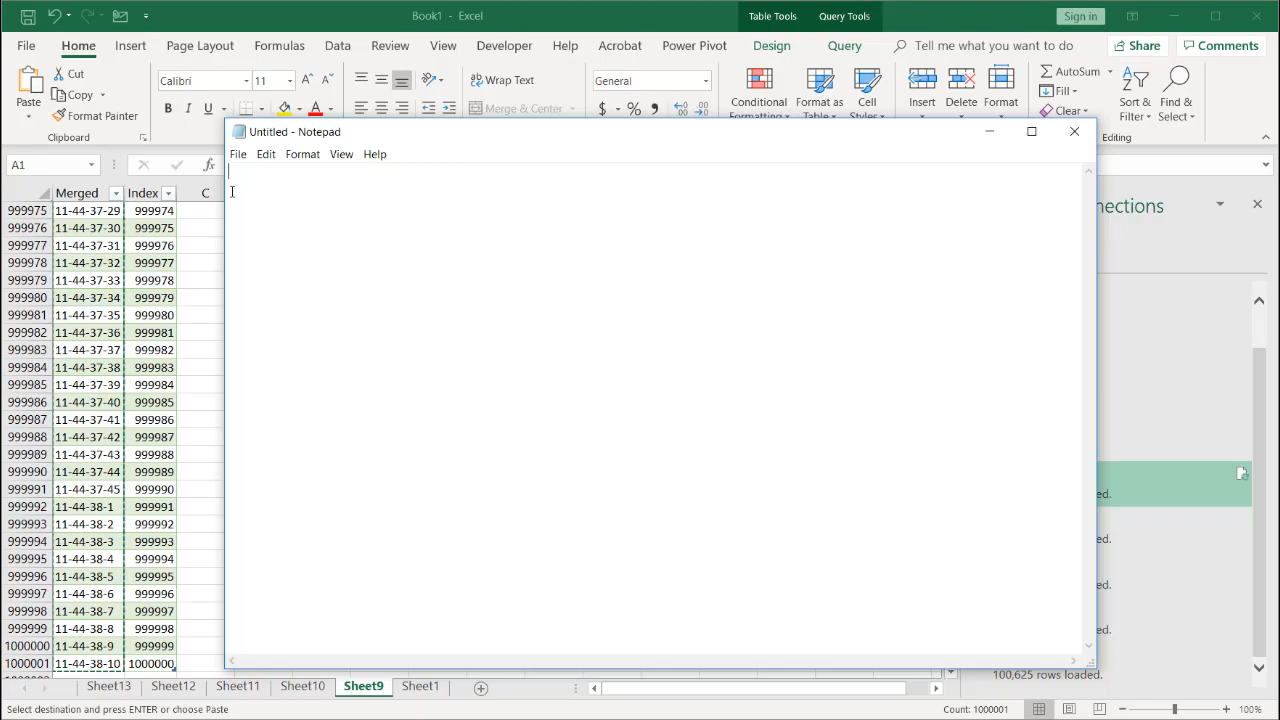 Book1 - Excel
Table Tools
Query Tools
Sign in
File Home Insert Page Layout Formulas Data Review View Developer Help Acrobat Power Pivot Design Query Tell me what you want to do Share Comments
Paste
Cut
Copy
Format Painter
Clipboard
Calibri 11
B I U
Wrap Text
Merge & Center
General
$ %
Conditional
Formatting
Format as
Table
Cell
Styles
Insert
Delete
Format
AutoSum
Fill
Clear
Sort &
Filter
Find &
Select
Editing
Untitled - Notepad
File Edit Format View Help
A1 fx
nections
Merged Index C
999975 11-44-37-29 999974
999976 11-44-37-30 999975
999977 11-44-37-31 999976
999978 11-44-37-32 999977
999979 11-44-37-33 999978
999980 11-44-37-34 999979
999981 11-44-37-35 999980
999982 11-44-37-36 999981
999983 11-44-37-37 999982
999984 11-44-37-38 999983
999985 11-44-37-39 999984
999986 11-44-37-40 999985
999987 11-44-37-41 999986
999988 11-44-37-42 999987
999989 11-44-37-43 999988
999990 11-44-37-44 999989
999991 11-44-37-45 999990
999992 11-44-38-1 999991
999993 11-44-38-2 999992
999994 11-44-38-3 999993
999995 11-44-38-4 999994
999996 11-44-38-5 999995
999997 11-44-38-6 999996
999998 11-44-38-7 999997
999999 11-44-38-8 999998
1000000 11-44-38-9 999999
1000001 11-44-38-10 1000000
ed.
ed.
ed.
ed.
100,625 rows loaded.
Sheet13 Sheet12 Sheet11 Sheet10 Sheet9 Sheet1
Select destination and press ENTER or choose Paste
Count: 1000001
100%